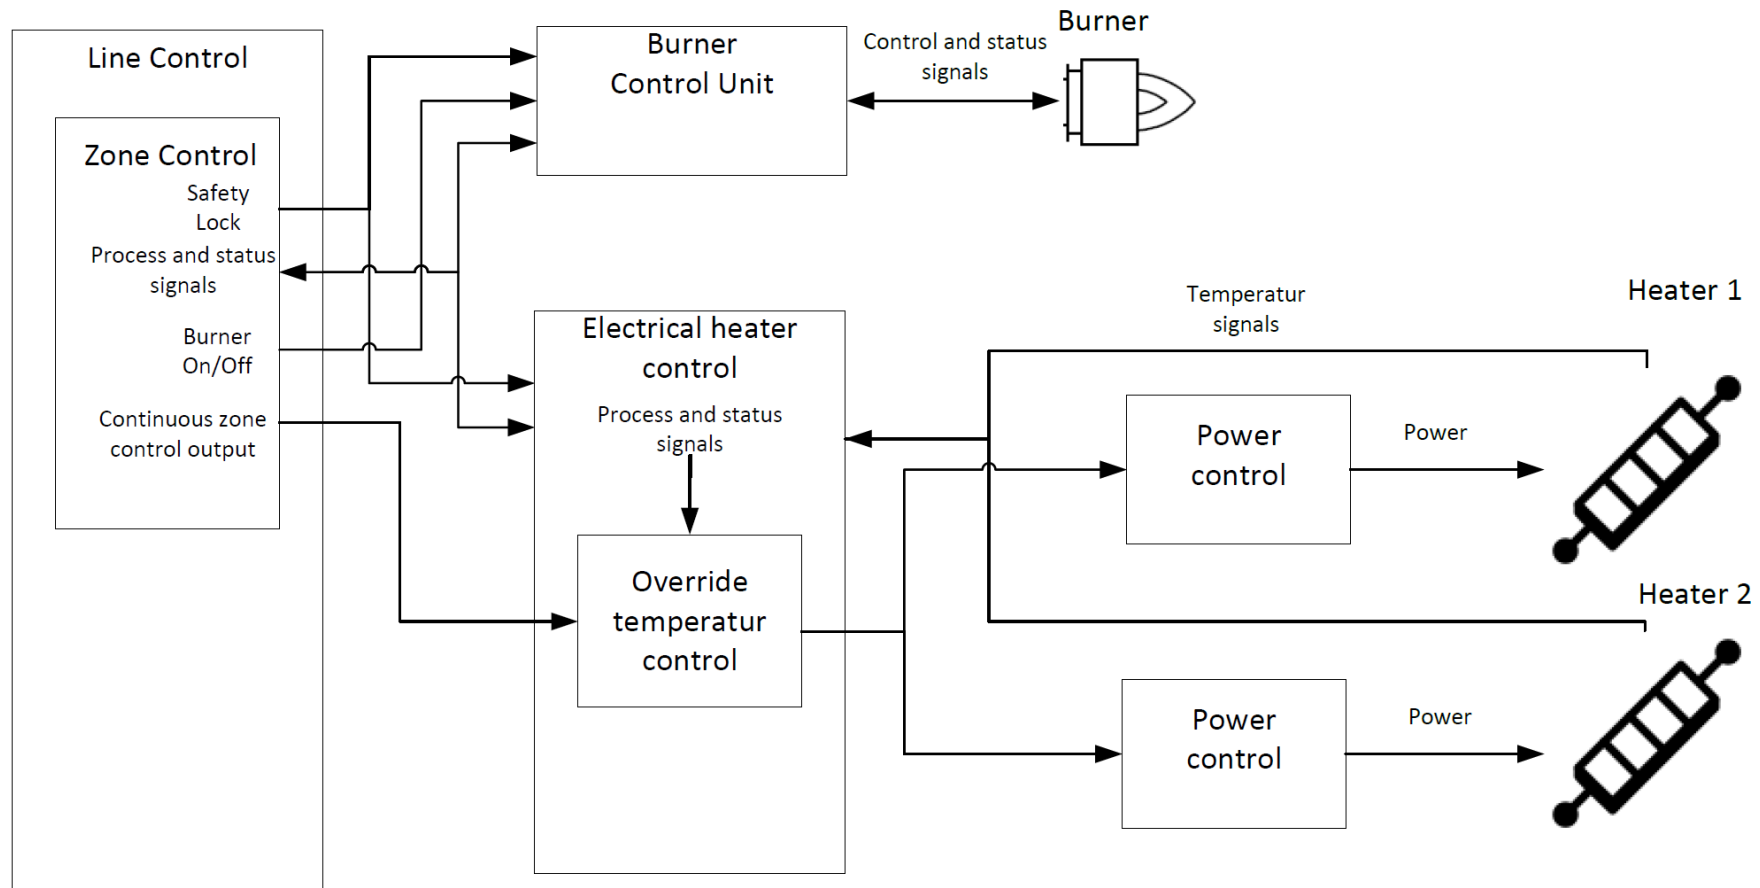 Line Control
Zone Control
Safety
Lock
Process and status
signals
Burner
On/Off
Continuous zone
control output
Burner
Control Unit
Control and status
signals
Burner
Electrical heater
control
Process and status
signals
Override
temperatur
control
Temperatur
signals
Heater 1
Power
control
Power
Heater 2
Power
control
Power